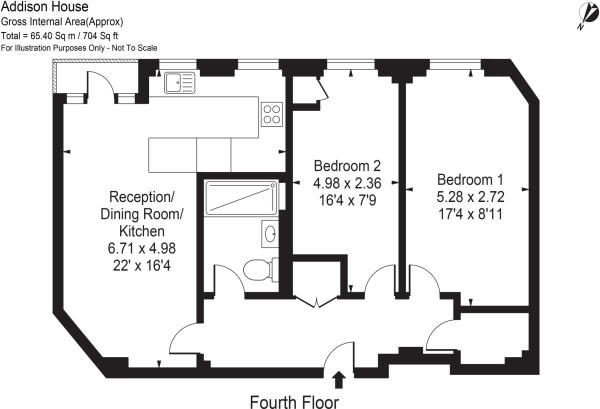 Addison House
Gross Internal Area(Approx)
Total = 65.40 Sq m / 704 Sq ft
For Illustration Purposes Only - Not To Scale
N
Bedroom 2
4.98 x 2.36
16'4 x 7'9
Bedroom 1
5.28 x 2.72
17'4 x 8'11
Reception/
Dining Room/
Kitchen
6.71 x 4.98
22' x 16'4
Fourth Floor